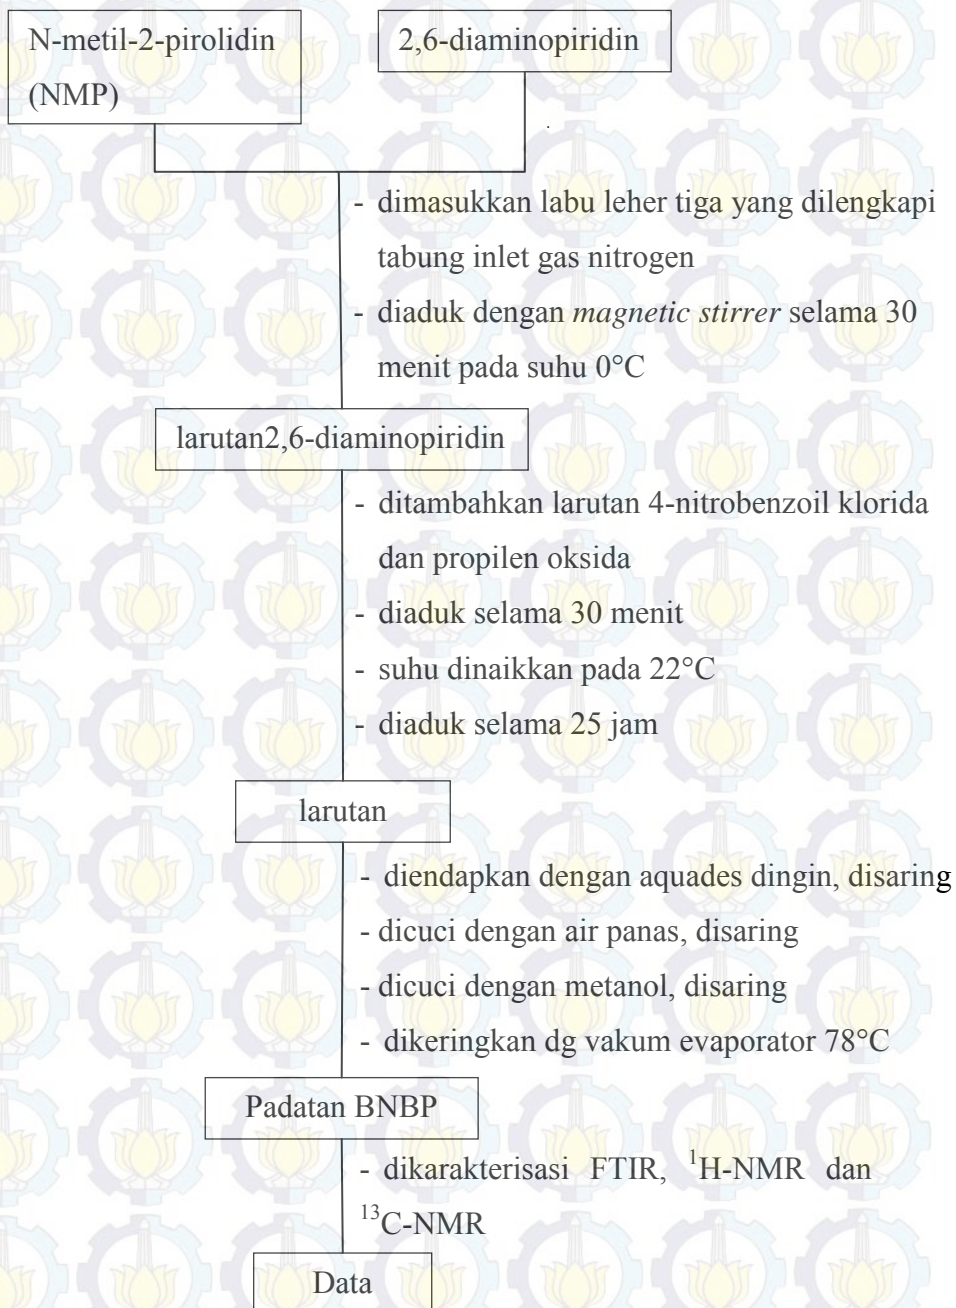 N-metil-2-pirolidin
(NMP)
2,6-diaminopiridin
- dimasukkan labu leher tiga yang dilengkapi
tabung inlet gas nitrogen
- diaduk dengan magnetic stirrer selama 30
menit pada suhu 0°C
larutan2,6-diaminopiridin
- ditambahkan larutan 4-nitrobenzoil klorida
dan propilen oksida
- diaduk selama 30 menit
- suhu dinaikkan pada 22°C
- diaduk selama 25 jam
larutan
- diendapkan dengan aquades dingin, disaring
- dicuci dengan air panas, disaring
- dicuci dengan metanol, disaring
- dikeringkan dg vakum evaporator 78°C
Padatan BNBP
- dikarakterisasi FTIR, ¹H-NMR dan
¹³C-NMR
Data